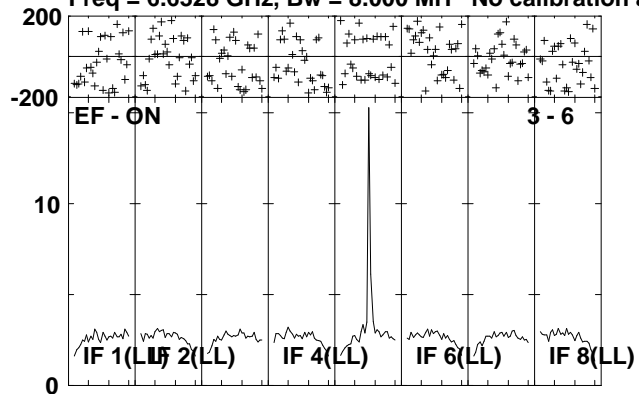 Freq = 6.6328 GHz, Bw = 8.000 MH No calibration a
200
-200
EF - ON 3 - 6
10
IF 1(LL) IF 2(LL) IF 4(LL) IF 6(LL) IF 8(LL)
0